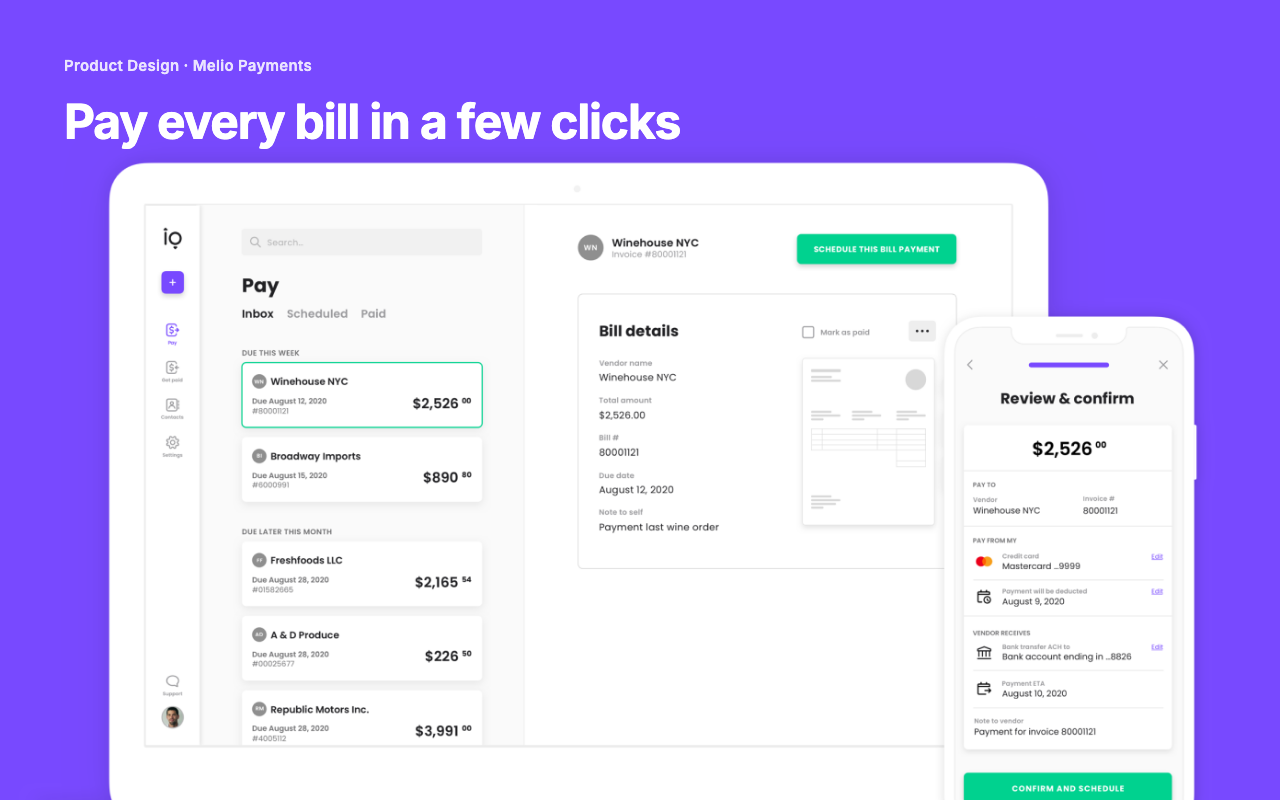 Product Design · Melio Payments
Pay every bill in a few clicks
io
Search...
Pay
Inbox Scheduled Paid
DUE THIS WEEK
WN Winehouse NYC
Due August 12, 2020
#80001121
$2,526 00
BI Broadway Imports
Due August 15, 2020
#6000991
$890 80
DUE LATER THIS MONTH
FF Freshfoods LLC
Due August 28, 2020
#01582665
$2,165 54
AD A & D Produce
Due August 28, 2020
#00025677
$226 50
RM Republic Motors Inc.
Due August 28, 2020
#4005112
$3,991 00
Pay
Get paid
Contacts
Settings
Support
WN Winehouse NYC
Invoice #80001121
SCHEDULE THIS BILL PAYMENT
Bill details
Mark as paid
Vendor name
Winehouse NYC
Total amount
$2,526.00
Bill #
80001121
Due date
August 12, 2020
Note to self
Payment last wine order
Review & confirm
$2,526 00
PAY TO
Vendor Invoice #
Winehouse NYC 80001121
PAY FROM MY
Credit card Edit
Mastercard ...9999
Payment will be deducted Edit
August 9, 2020
VENDOR RECEIVES
Bank transfer ACH to Edit
Bank account ending in ...8826
Payment ETA
August 10, 2020
Note to vendor
Payment for invoice 80001121
CONFIRM AND SCHEDULE